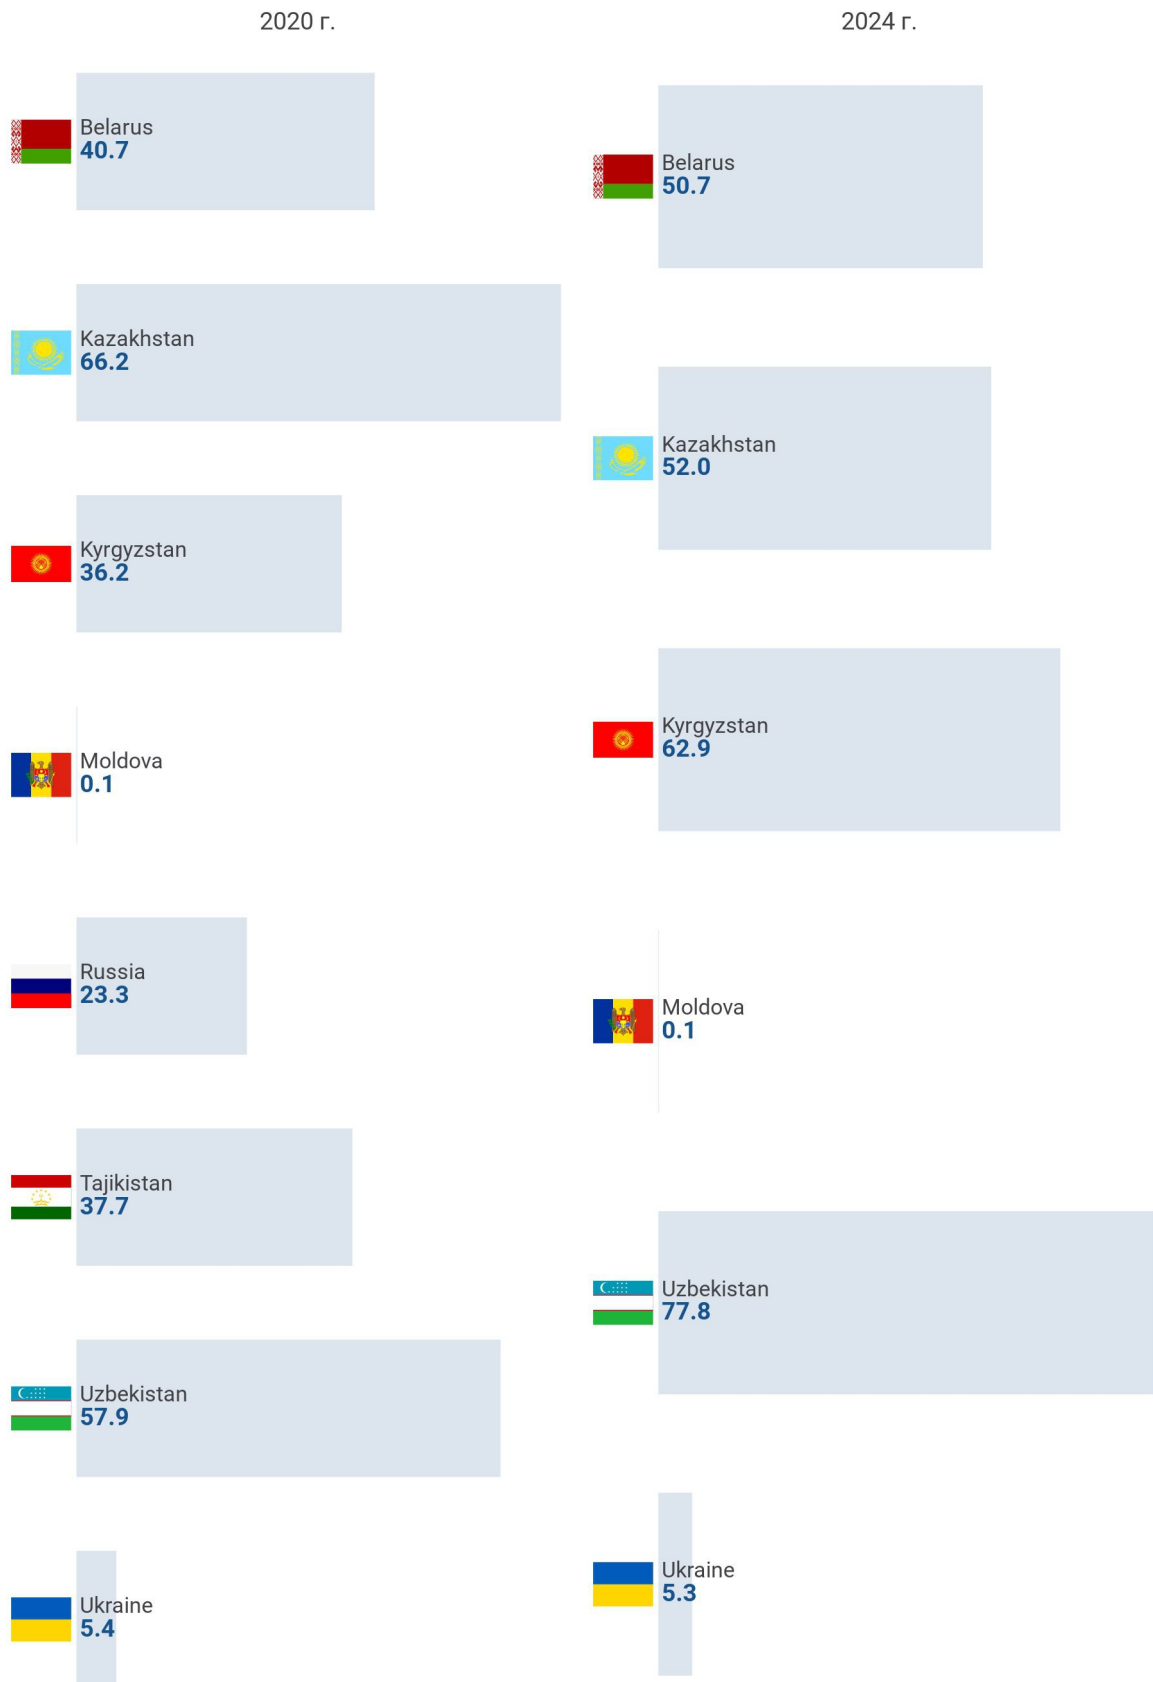 2020 г.
Belarus
40.7
Kazakhstan
66.2
Kyrgyzstan
36.2
Moldova
0.1
Russia
23.3
Tajikistan
37.7
Uzbekistan
57.9
Ukraine
5.4
2024 г.
Belarus
50.7
Kazakhstan
52.0
Kyrgyzstan
62.9
Moldova
0.1
Uzbekistan
77.8
Ukraine
5.3